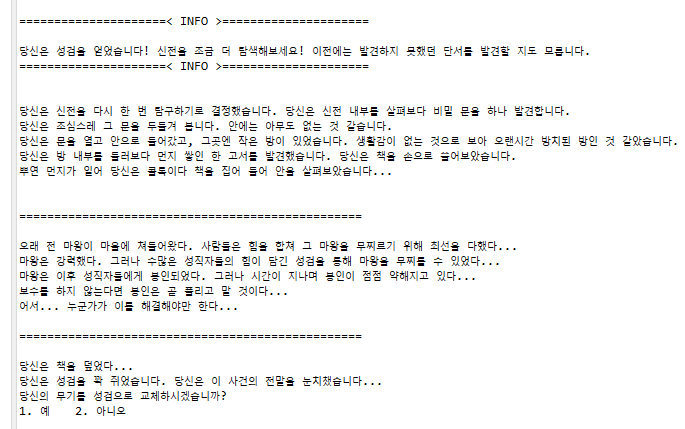 =====================< INFO >=====================
당신은 성검을 얻었습니다! 신전을 조금 더 탐색해보세요! 이전에는 발견하지 못했던 단서를 발견할 지도 모릅니다.
=====================< INFO >=====================
당신은 신전을 다시 한 번 탐구하기로 결정했습니다. 당신은 신전 내부를 살펴보다 비밀 문을 하나 발견합니다.
당신은 조심스레 그 문을 두들겨 봅니다. 안에는 아무도 없는 것 같습니다.
당신은 문을 열고 안으로 들어갔고, 그곳엔 작은 방이 있었습니다. 생활감이 없는 것으로 보아 오랜시간 방치된 방인 것 같았습니다.
당신은 방 내부를 둘러보다 먼지 쌓인 한 고서를 발견했습니다. 당신은 책을 손으로 쓸어보았습니다.
뿌연 먼지가 일어 당신은 콜록이다 책을 집어 들어 안을 살펴보았습니다...
=================================================
오래 전 마왕이 마을에 쳐들어왔다. 사람들은 힘을 합쳐 그 마왕을 무찌르기 위해 최선을 다했다...
마왕은 강력했다. 그러나 수많은 성직자들의 힘이 담긴 성검을 통해 마왕을 무찌를 수 있었다...
마왕은 이후 성직자들에게 봉인되었다. 그러나 시간이 지나며 봉인이 점점 약해지고 있다...
보수를 하지 않는다면 봉인은 곧 풀리고 말 것이다...
어서... 누군가가 이를 해결해야만 한다...
=================================================
당신은 책을 덮었다...
당신은 성검을 꽉 쥐었습니다. 당신은 이 사건의 전말을 눈치챘습니다...
당신의 무기를 성검으로 교체하시겠습니까?
1. 예    2. 아니요